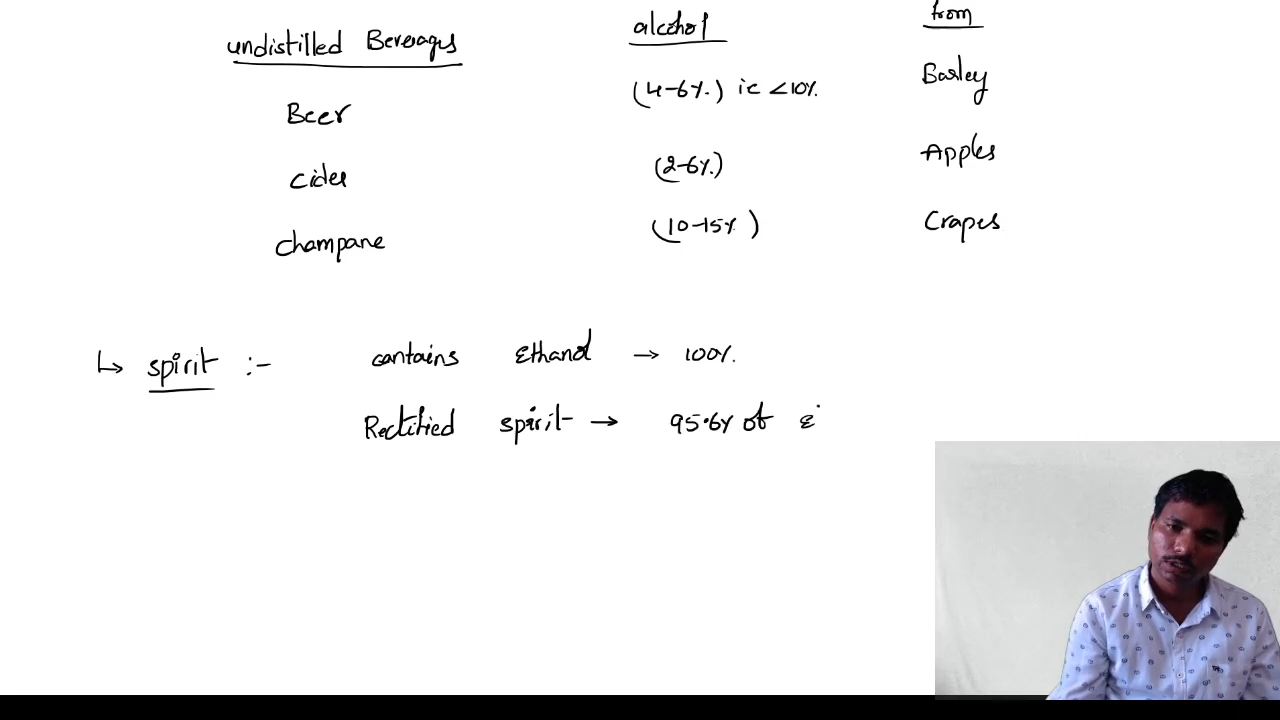 undistilled Beverages alcohol from
Beer (4-6%) ie <10% Barley
cider (2-6%) Apples
champane (10-15%) Crapes
↳ spirit :- contains Ethanol → 100%.
Rectified spirit → 95.6% of